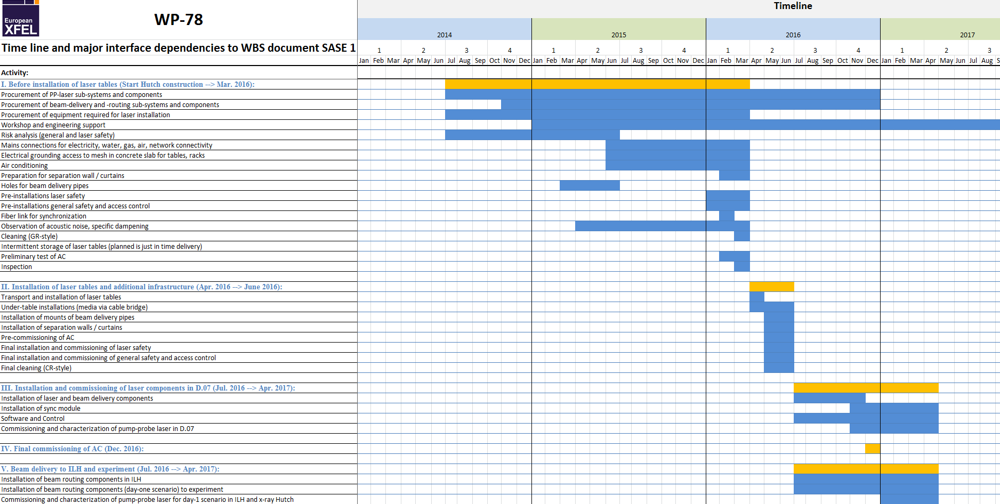 European
XFEL
WP-78
Timeline
2014 2015 2016 2017
Time line and major interface dependencies to WBS document SASE 1
1 2 3 4 1 2 3 4 1 2 3 4 1 2 3
Jan Feb Mar Apr May Jun Jul Aug Sep Oct Nov Dec Jan Feb Mar Apr May Jun Jul Aug Sep Oct Nov Dec Jan Feb Mar Apr May Jun Jul Aug Sep Oct Nov Dec Jan Feb Mar Apr May Jun Jul Aug S
Activity:
I. Before installation of laser tables (Start Hutch construction --> Mar. 2016):
Procurement of PP-laser sub-systems and components
Procurement of beam-delivery and -routing sub-systems and components
Procurement of equipment required for laser installation
Workshop and engineering support
Risk analysis (general and laser safety)
Mains connections for electricity, water, gas, air, network connectivity
Electrical grounding access to mesh in concrete slab for tables, racks
Air conditioning
Preparation for separation wall / curtains
Holes for beam delivery pipes
Pre-installations laser safety
Pre-installations general safety and access control
Fiber link for synchronization
Observation of acoustic noise, specific dampening
Cleaning (GR-style)
Intermittent storage of laser tables (planned is just in time delivery)
Preliminary test of AC
Inspection
II. Installation of laser tables and additional infrastructure (Apr. 2016 --> June 2016):
Transport and installation of laser tables
Under-table installations (media via cable bridge)
Installation of mounts of beam delivery pipes
Installation of separation walls / curtains
Pre-commissioning of AC
Final installation and commissioning of laser safety
Final installation and commissioning of general safety and access control
Final cleaning (CR-style)
III. Installation and commissioning of laser components in D.07 (Jul. 2016 --> Apr. 2017):
Installation of laser and beam delivery components
Installation of sync module
Software and Control
Commissioning and characterization of pump-probe laser in D.07
IV. Final commissioning of AC (Dec. 2016):
V. Beam delivery to ILH and experiment (Jul. 2016 --> Apr. 2017):
Installation of beam routing components in ILH
Installation of beam routing components (day-one scenario) to experiment
Commissioning and characterization of pump-probe laser for day-1 scenario in ILH and x-ray Hutch